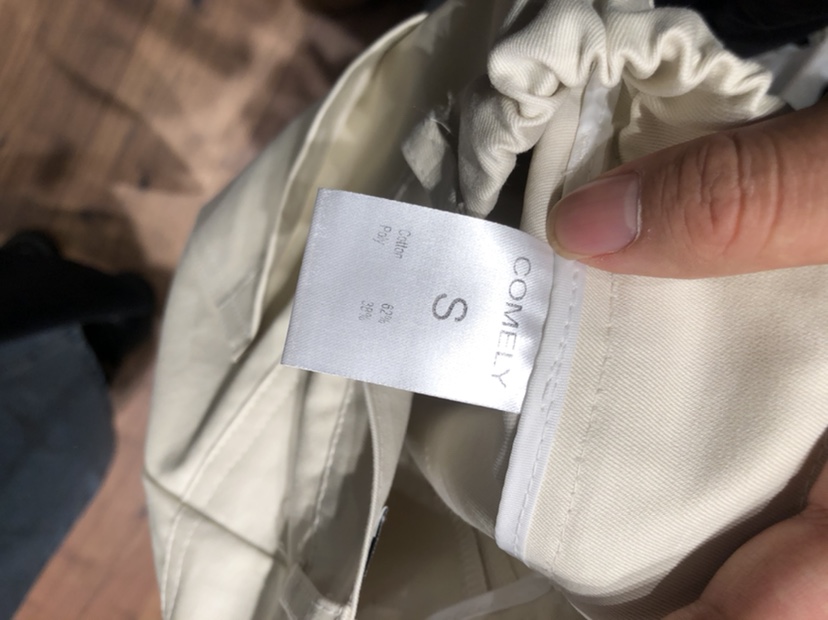 COMELY
S
Cotton 62%
Poly 38%